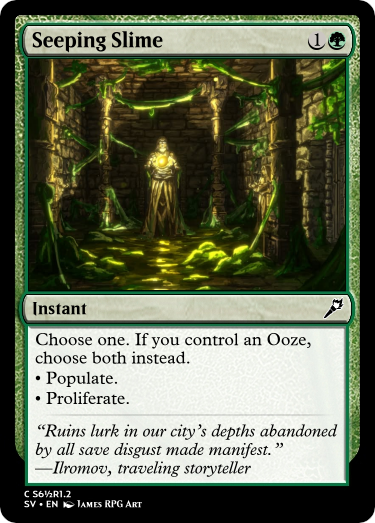 Seeping Slime 1
Instant
Choose one. If you control an Ooze,
choose both instead.
• Populate.
• Proliferate.
“Ruins lurk in our city’s depths abandoned
by all save disgust made manifest.”
—Ilromov, traveling storyteller
C S6½R1.2
SV • EN James RPG Art